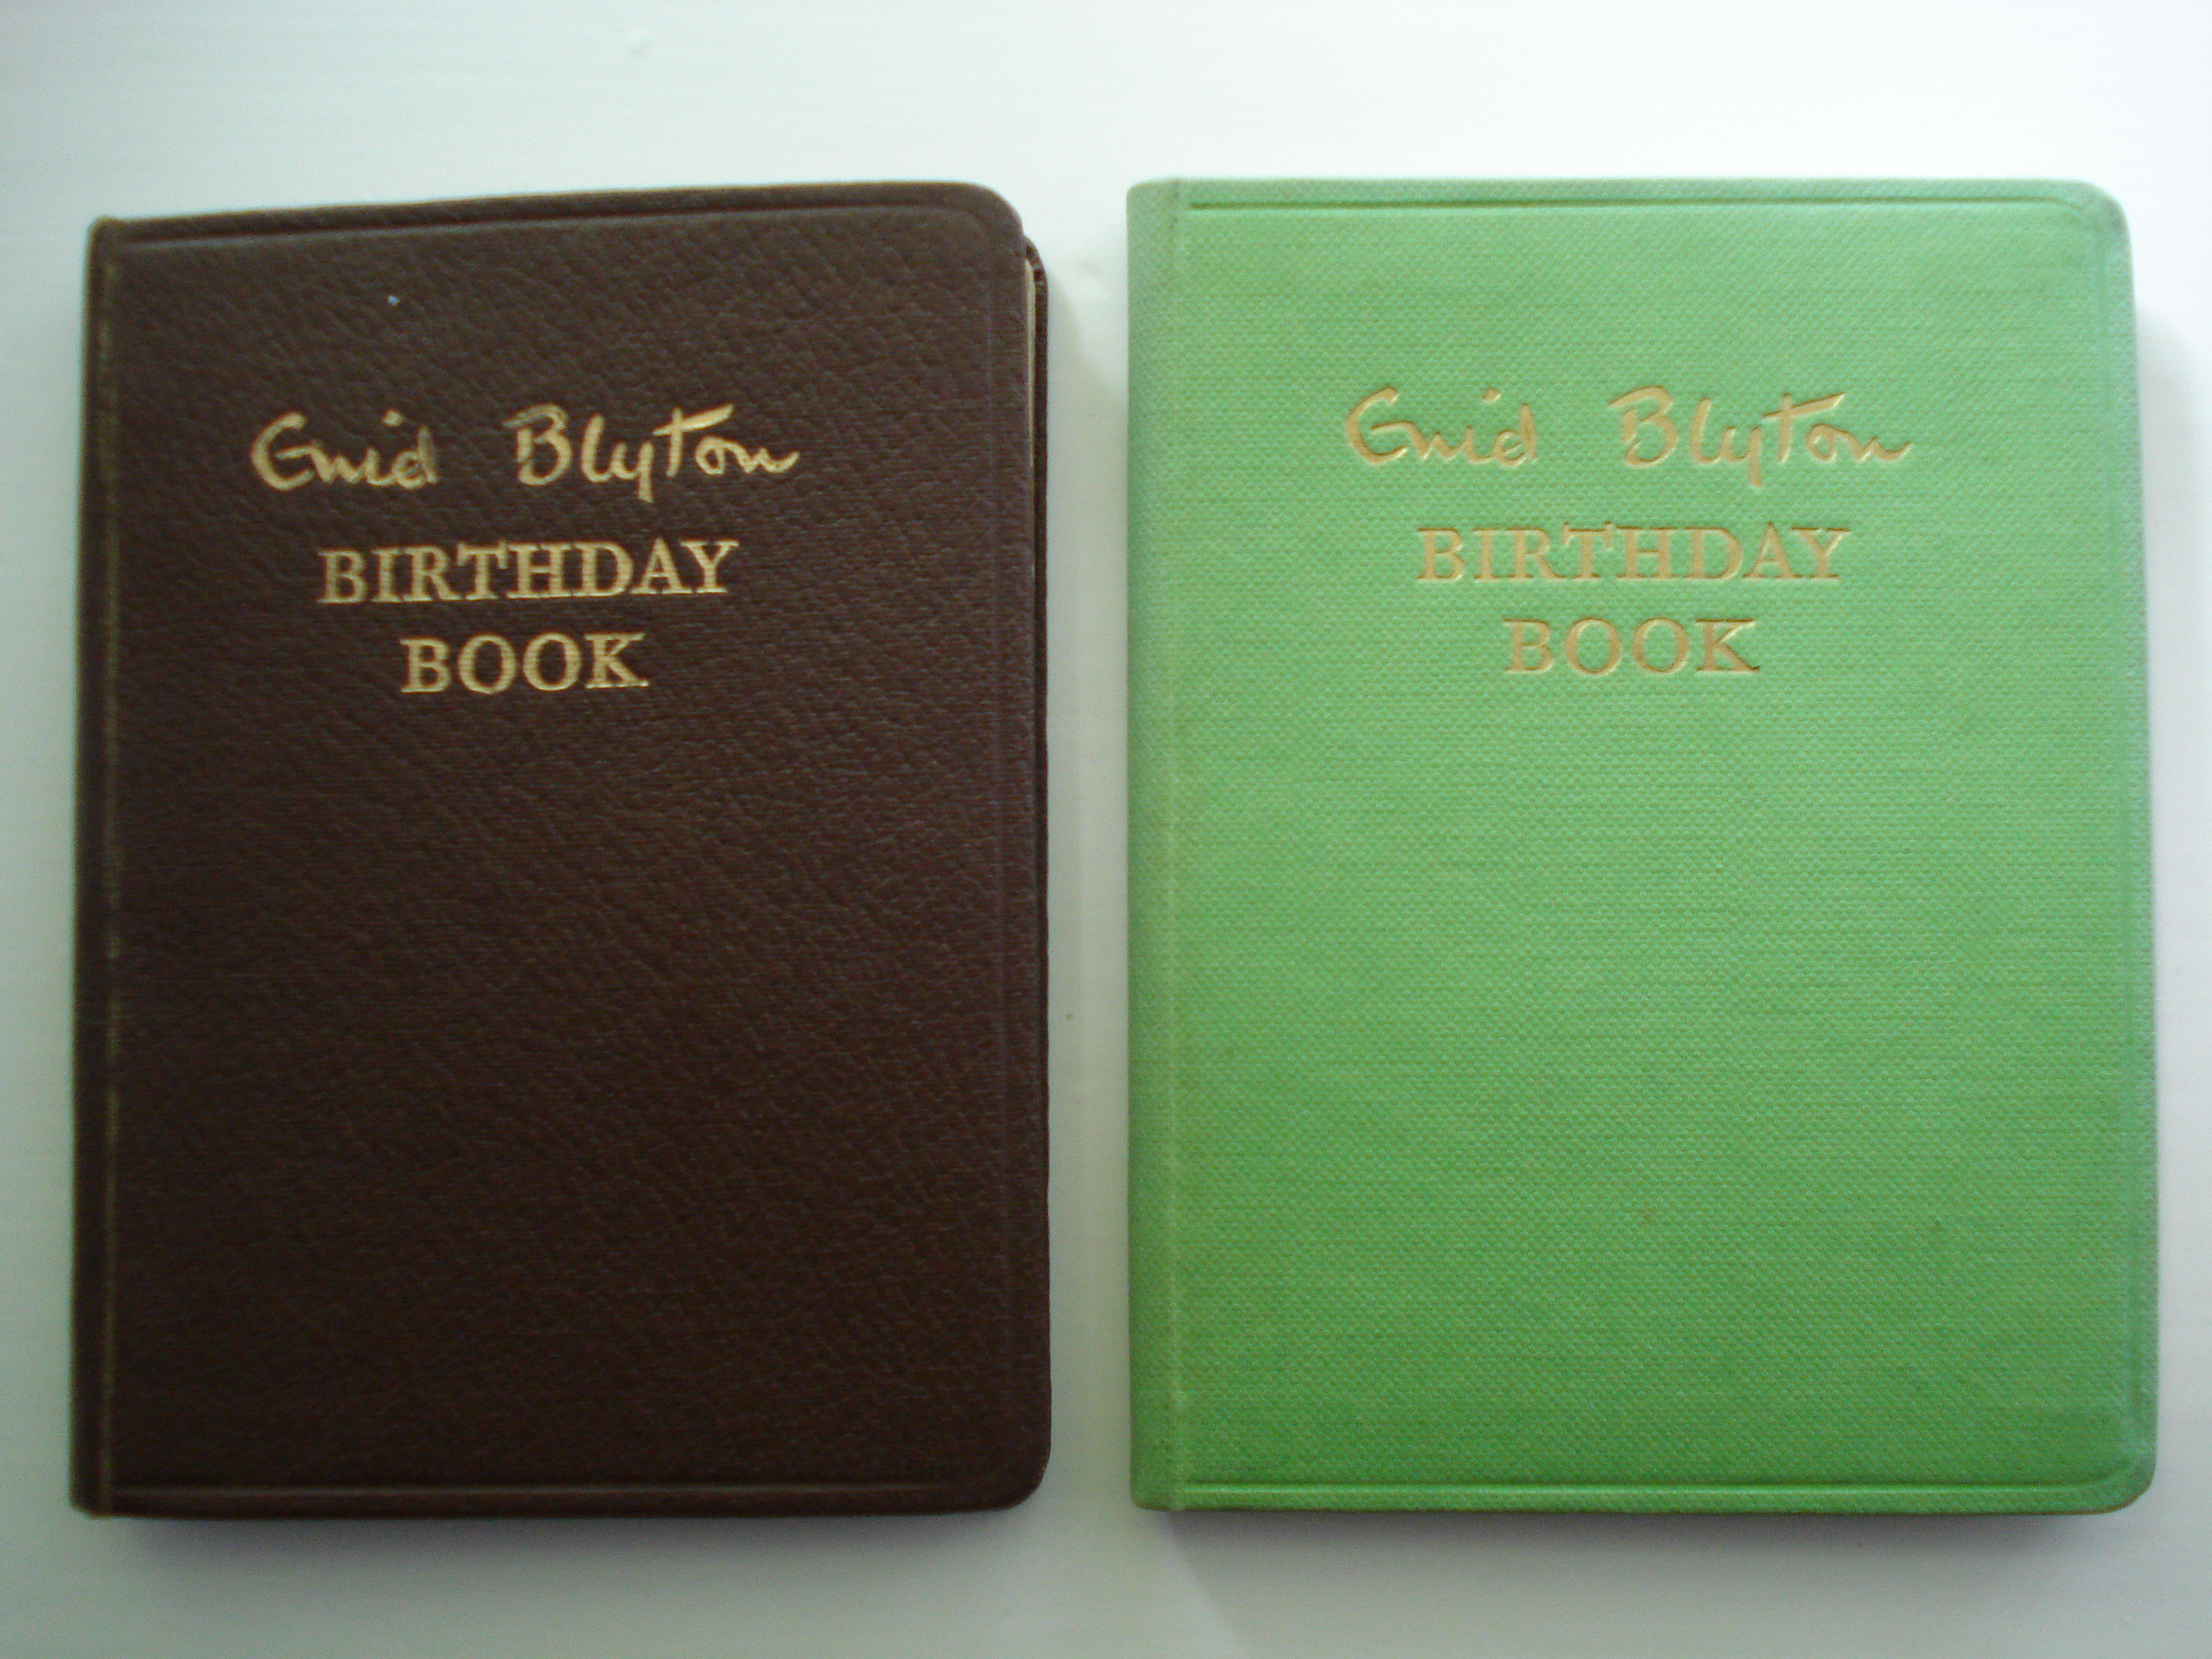 Enid Blyton
BIRTHDAY
BOOK
Enid Blyton
BIRTHDAY
BOOK